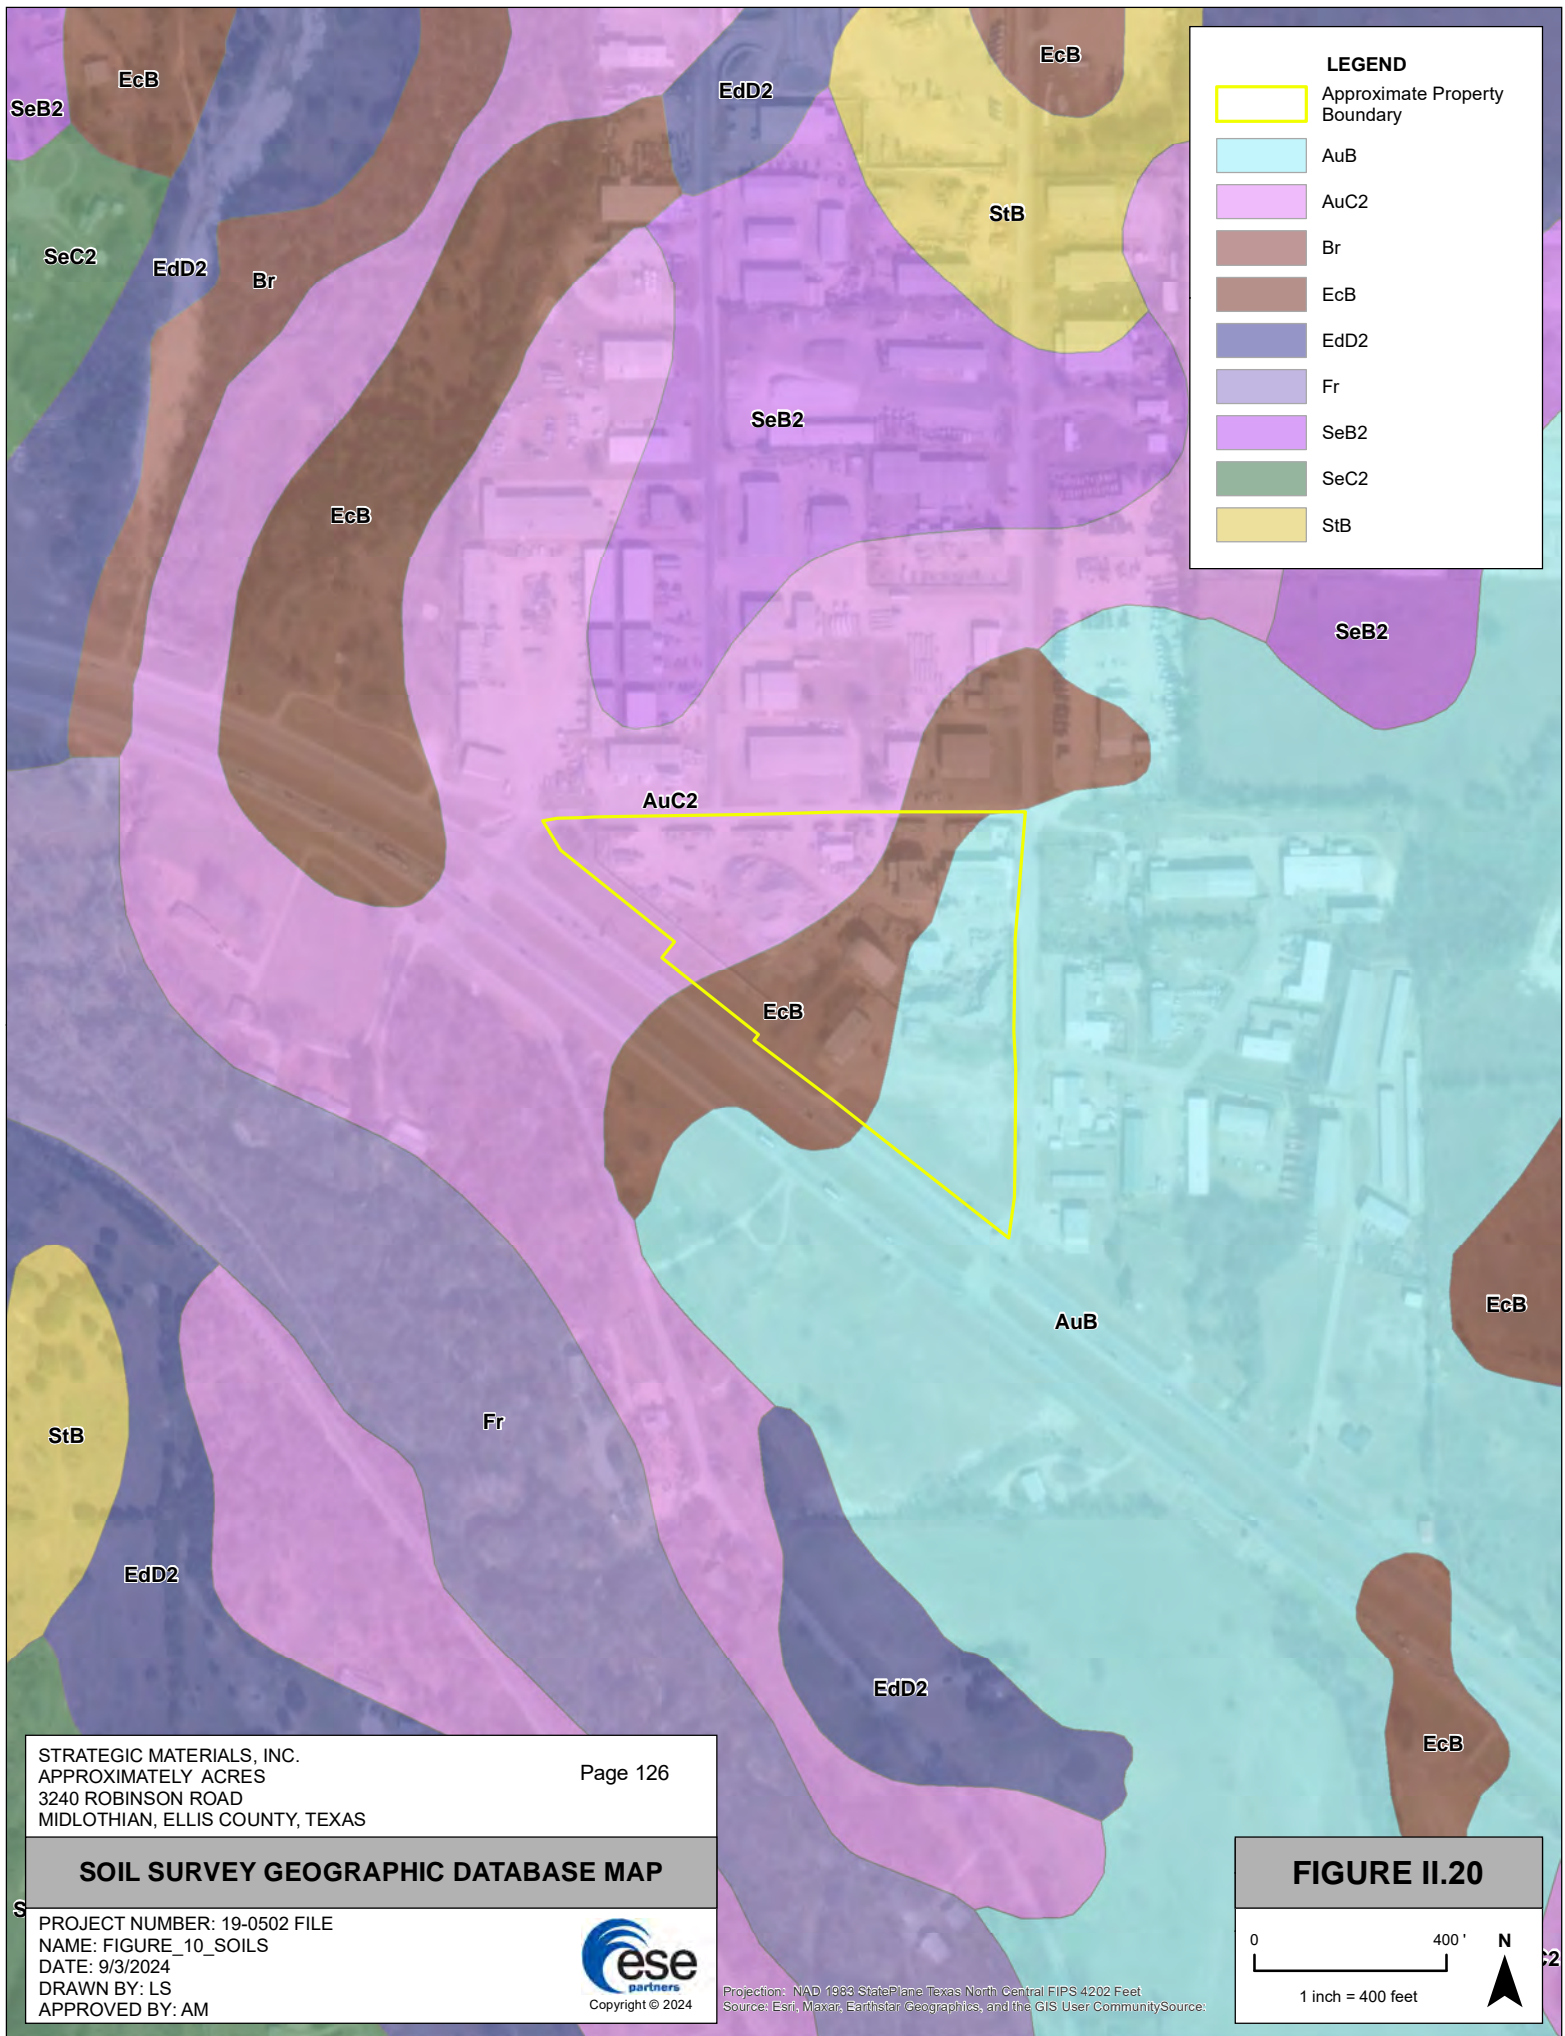 EcB
EcB
SeB2
EdD2
LEGEND
Approximate Property
Boundary
AuB
AuC2
Br
EcB
EdD2
Fr
SeB2
SeC2
StB
StB
SeC2
EdD2
Br
SeB2
EcB
SeB2
AuC2
EcB
EcB
AuB
Fr
StB
EdD2
EdD2
EcB
STRATEGIC MATERIALS, INC.
APPROXIMATELY ACRES
3240 ROBINSON ROAD
MIDLOTHIAN, ELLIS COUNTY, TEXAS
Page 126
SOIL SURVEY GEOGRAPHIC DATABASE MAP
PROJECT NUMBER: 19-0502 FILE
NAME: FIGURE_10_SOILS
DATE: 9/3/2024
DRAWN BY: LS
APPROVED BY: AM
ese
partners
Copyright © 2024
Projection: NAD 1983 StatePlane Texas North Central FIPS 4202 Feet
Source: Esri, Maxar, Earthstar Geographics, and the GIS User CommunitySource:
FIGURE II.20
0 400 ' N
1 inch = 400 feet
S
C2